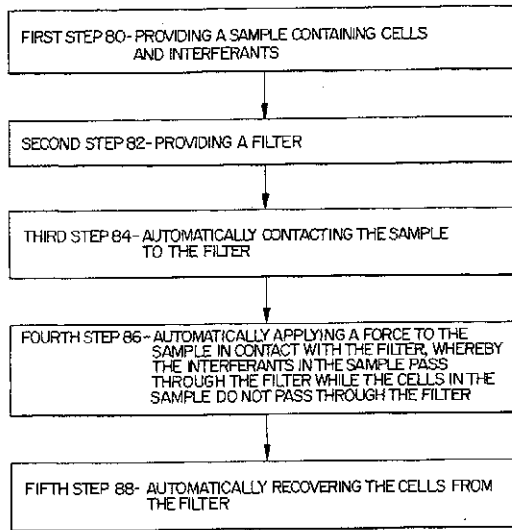 FIRST STEP 80-PROVIDING A SAMPLE CONTAINING CELLS
AND INTERFERANTS
SECOND STEP 82-PROVIDING A FILTER
THIRD STEP 84-AUTOMATICALLY CONTACTING THE SAMPLE
TO THE FILTER
FOURTH STEP 86-AUTOMATICALLY APPLYING A FORCE TO THE
SAMPLE IN CONTACT WITH THE FILTER, WHEREBY
THE INTERFERANTS IN THE SAMPLE PASS
THROUGH THE FILTER WHILE THE CELLS IN THE
SAMPLE DO NOT PASS THROUGH THE FILTER
FIFTH STEP 88- AUTOMATICALLY RECOVERING THE CELLS FROM
THE FILTER